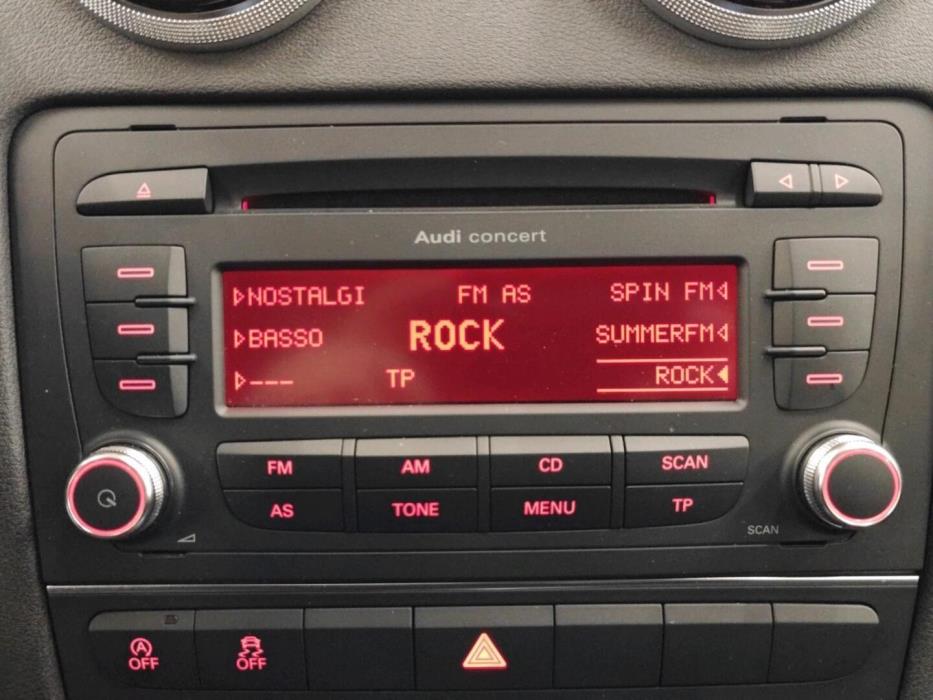 Audi concert
NOSTALGI FM AS SPIN FM
BASSO ROCK SUMMERFM
--- TP ROCK
FM AM CD SCAN
AS TONE MENU TP
SCAN
A
OFF OFF